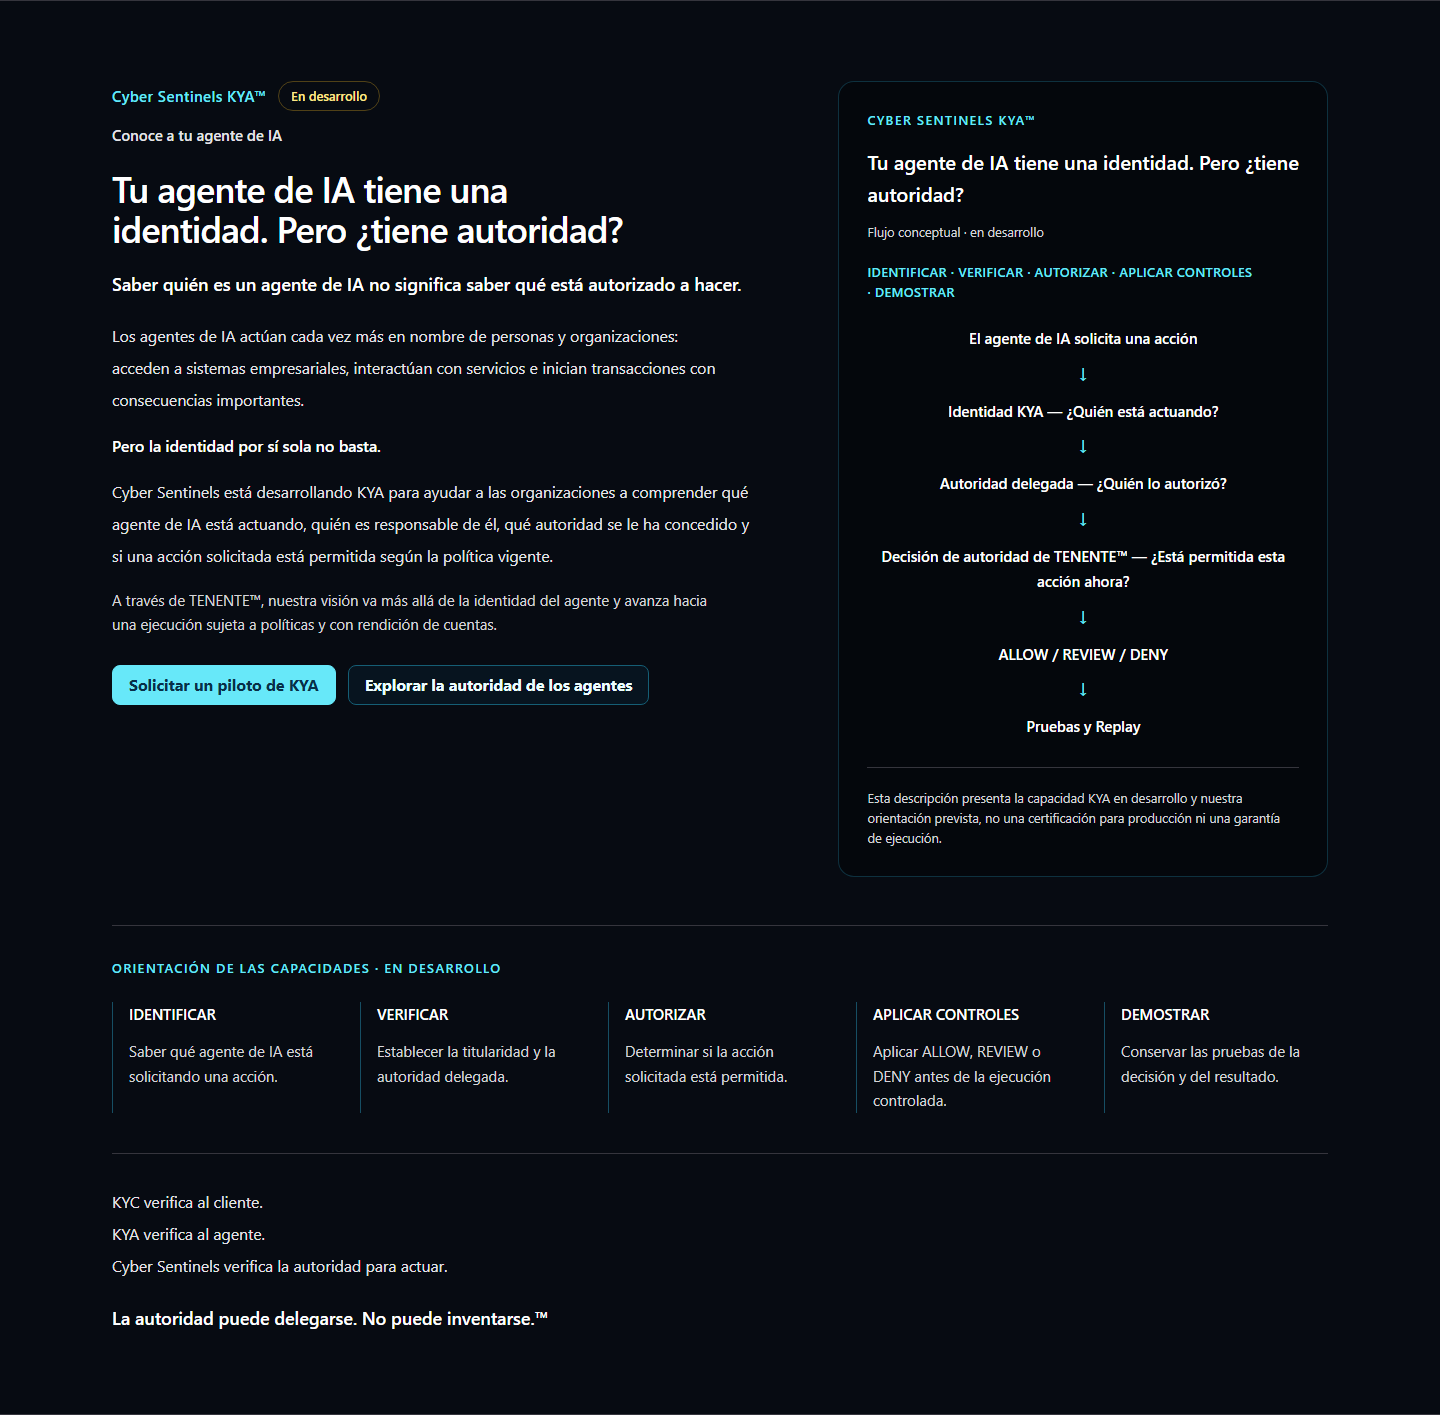 Cyber Sentinels KYA™
En desarrollo
Conoce a tu agente de IA
Tu agente de IA tiene una
identidad. Pero ¿tiene autoridad?
Saber quién es un agente de IA no significa saber qué está autorizado a hacer.
Los agentes de IA actúan cada vez más en nombre de personas y organizaciones:
acceden a sistemas empresariales, interactúan con servicios e inician transacciones con
consecuencias importantes.
Pero la identidad por sí sola no basta.
Cyber Sentinels está desarrollando KYA para ayudar a las organizaciones a comprender qué
agente de IA está actuando, quién es responsable de él, qué autoridad se le ha concedido y
si una acción solicitada está permitida según la política vigente.
A través de TENENTE™, nuestra visión va más allá de la identidad del agente y avanza hacia
una ejecución sujeta a políticas y con rendición de cuentas.
Solicitar un piloto de KYA
Explorar la autoridad de los agentes
CYBER SENTINELS KYA™
Tu agente de IA tiene una identidad. Pero ¿tiene
autoridad?
Flujo conceptual · en desarrollo
IDENTIFICAR · VERIFICAR · AUTORIZAR · APLICAR CONTROLES
· DEMOSTRAR
El agente de IA solicita una acción
↓
Identidad KYA — ¿Quién está actuando?
↓
Autoridad delegada — ¿Quién lo autorizó?
↓
Decisión de autoridad de TENENTE™ — ¿Está permitida esta
acción ahora?
↓
ALLOW / REVIEW / DENY
↓
Pruebas y Replay
Esta descripción presenta la capacidad KYA en desarrollo y nuestra
orientación prevista, no una certificación para producción ni una garantía
de ejecución.
ORIENTACIÓN DE LAS CAPACIDADES · EN DESARROLLO
IDENTIFICAR
Saber qué agente de IA está
solicitando una acción.
VERIFICAR
Establecer la titularidad y la
autoridad delegada.
AUTORIZAR
Determinar si la acción
solicitada está permitida.
APLICAR CONTROLES
Aplicar ALLOW, REVIEW o
DENY antes de la ejecución
controlada.
DEMOSTRAR
Conservar las pruebas de la
decisión y del resultado.
KYC verifica al cliente.
KYA verifica al agente.
Cyber Sentinels verifica la autoridad para actuar.
La autoridad puede delegarse. No puede inventarse.™